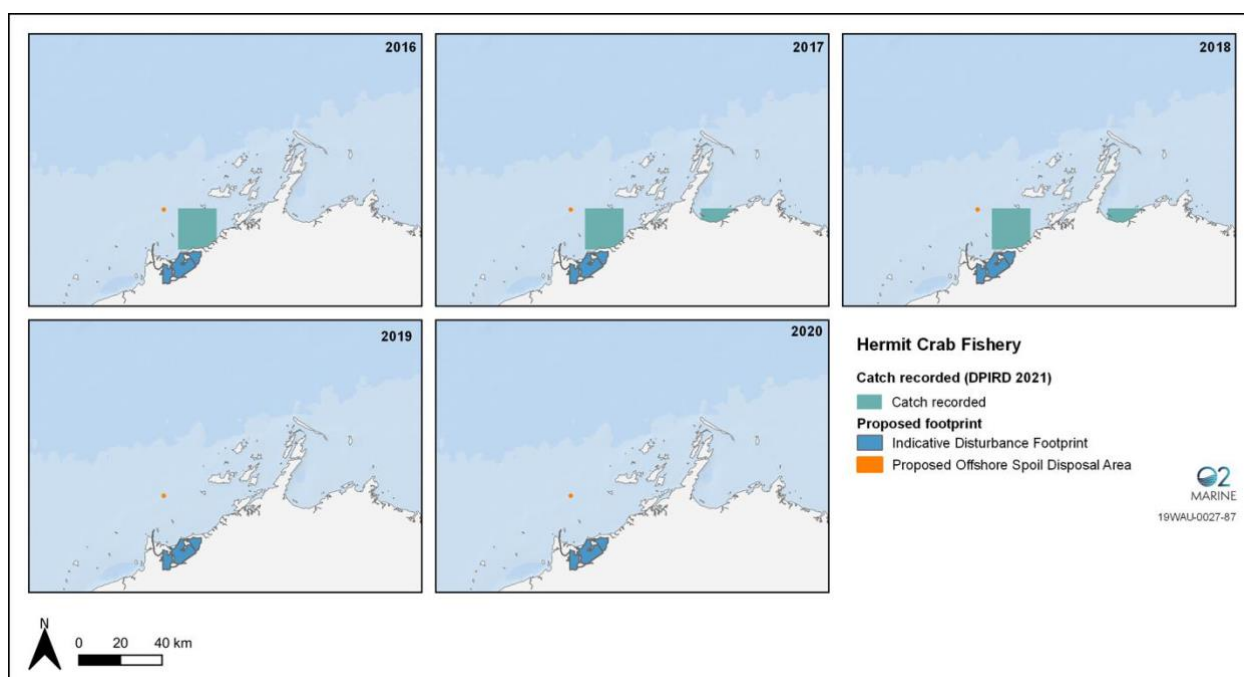 2016
2017
2018
2019
2020
Hermit Crab Fishery
Catch recorded (DPIRD 2021)
Catch recorded
Proposed footprint
Indicative Disturbance Footprint
Proposed Offshore Spoil Disposal Area
O2
MARINE
19WAU-0027-87
N
0 20 40 km